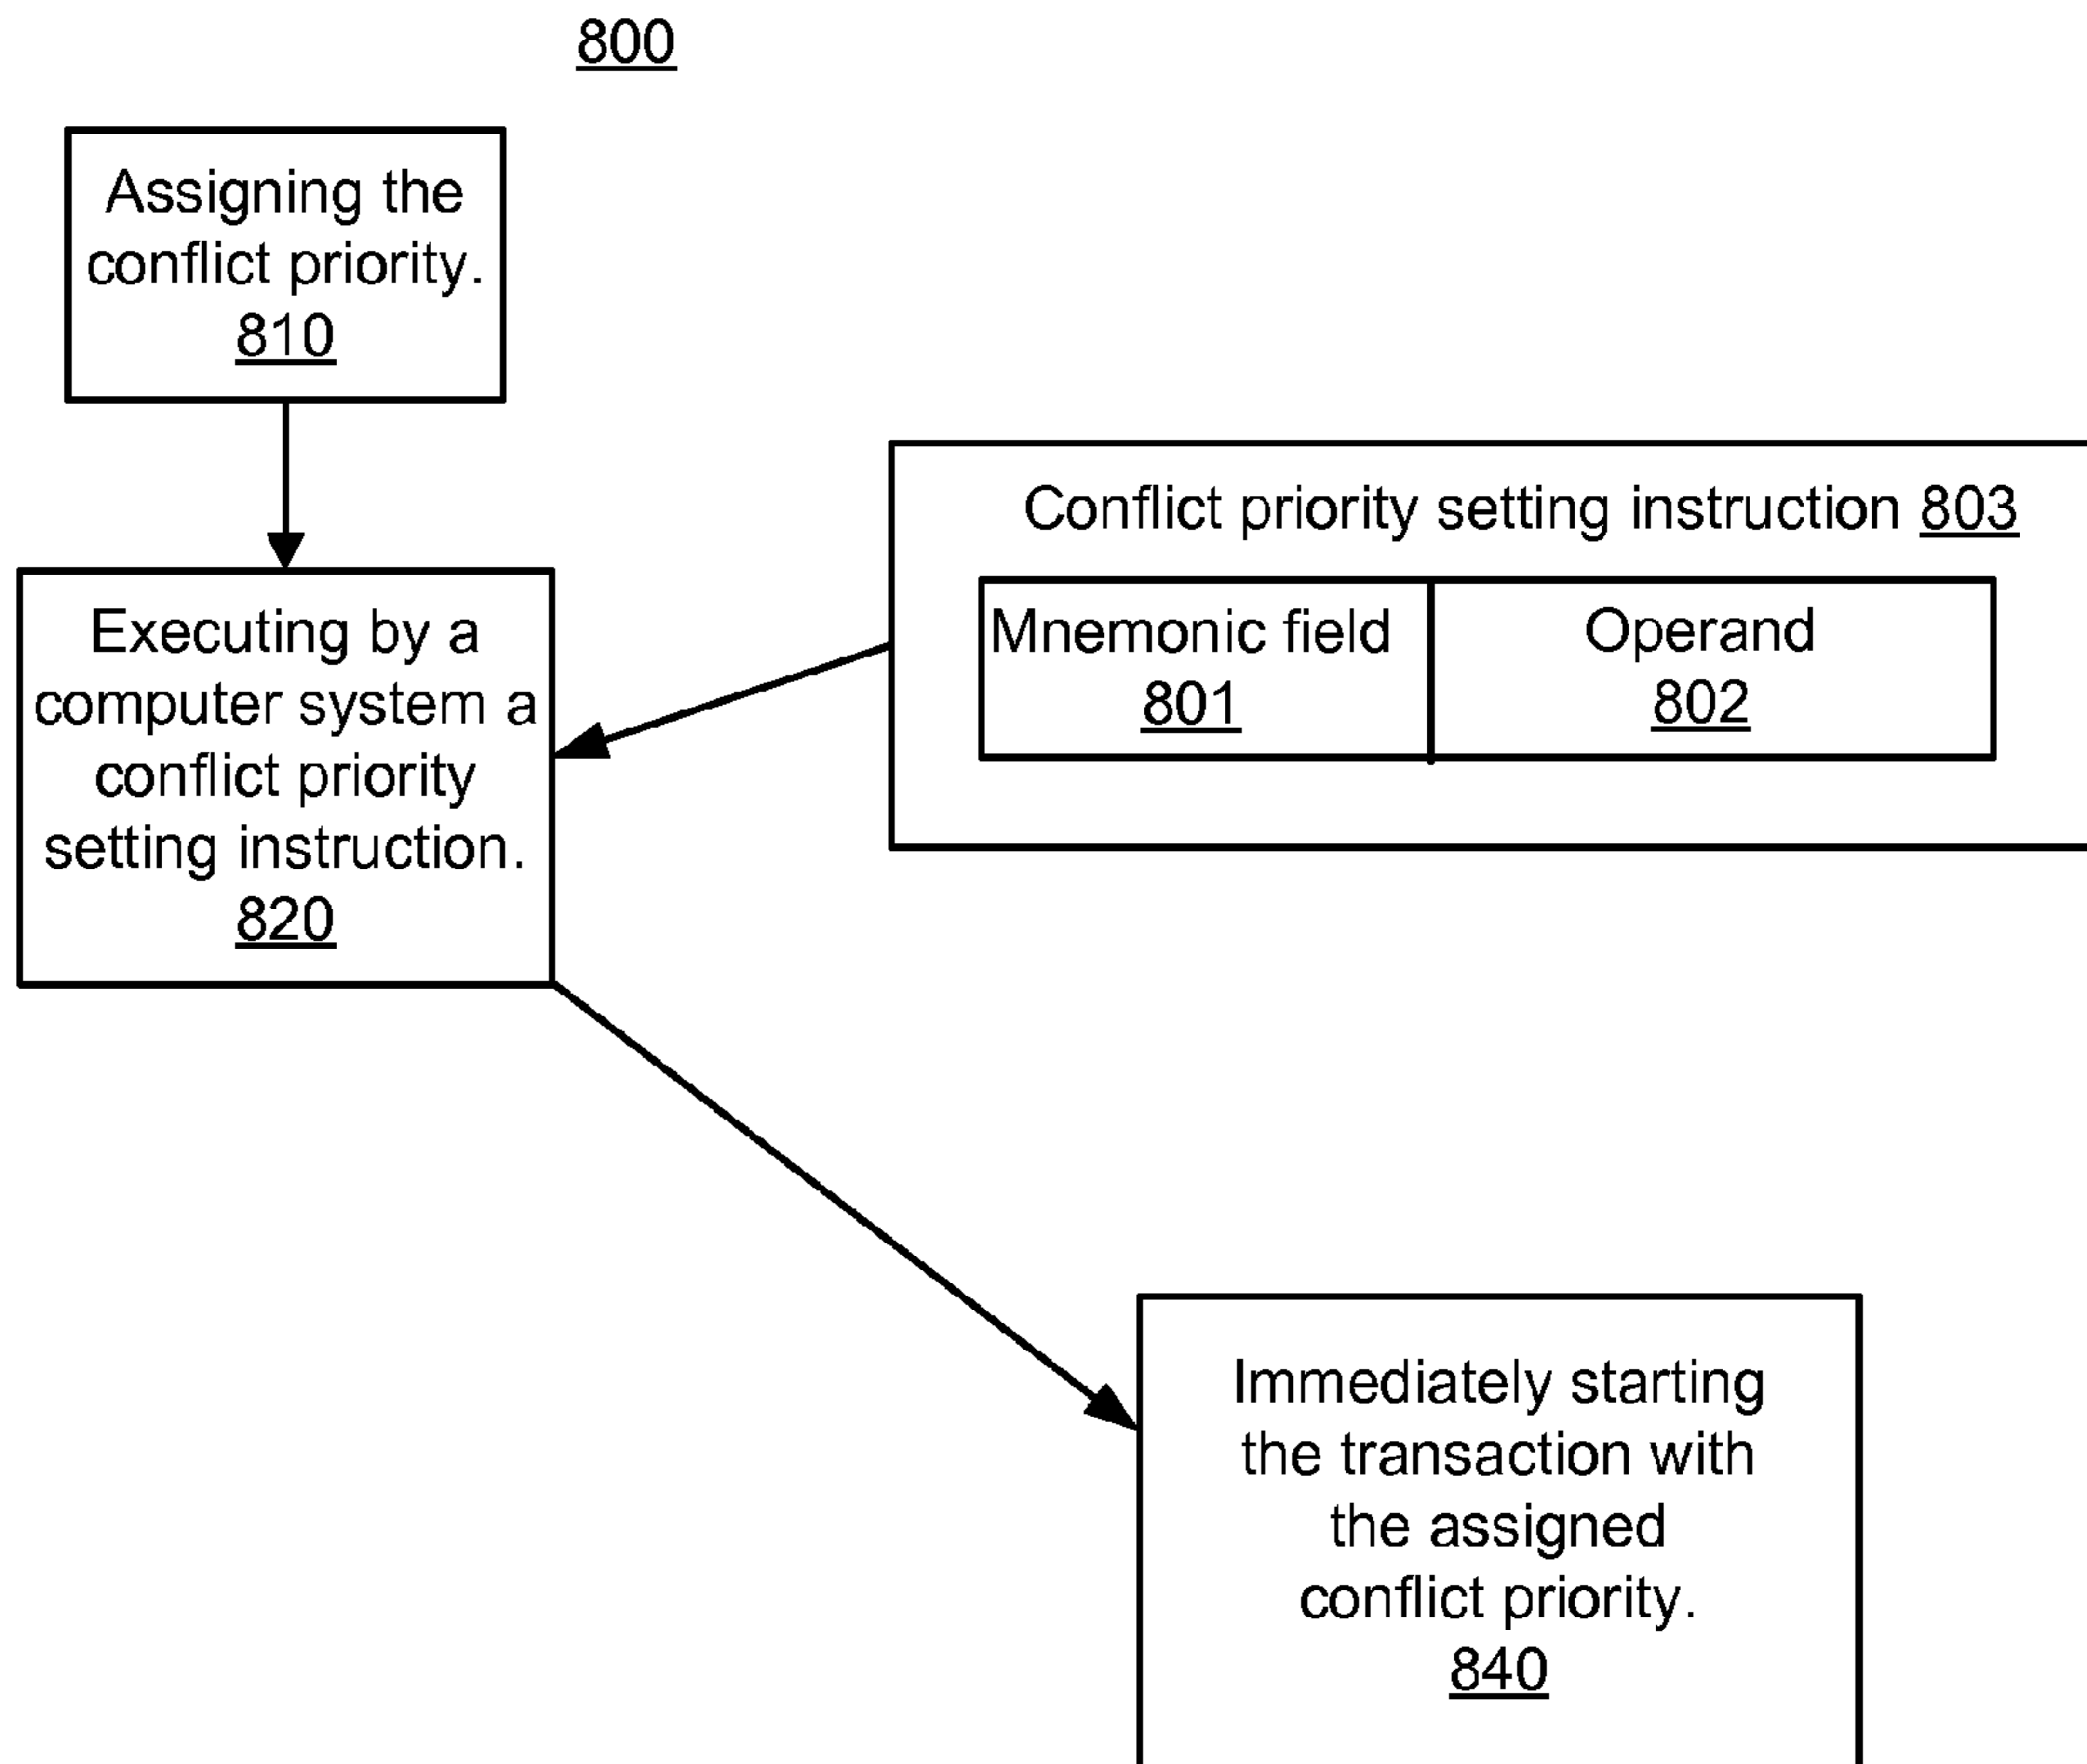 800
Assigning the
conflict priority.
810
Conflict priority setting instruction 803
Mnemonic field
801
Operand
802
Executing by a
computer system a
conflict priority
setting instruction.
820
Immediately starting
the transaction with
the assigned
conflict priority.
840